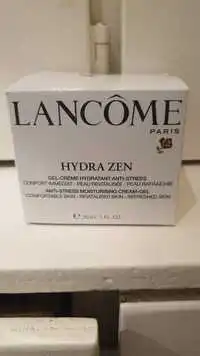 LANCÔME
PARIS
HYDRA ZEN
GEL-CRÈME HYDRATANT ANTI-STRESS
CONFORT IMMÉDIAT - PEAU REVITALISÉE - PEAU RAFRAÎCHIE
ANTI-STRESS MOISTURISING CREAM-GEL
COMFORTABLE SKIN - REVITALISED SKIN - REFRESHED SKIN